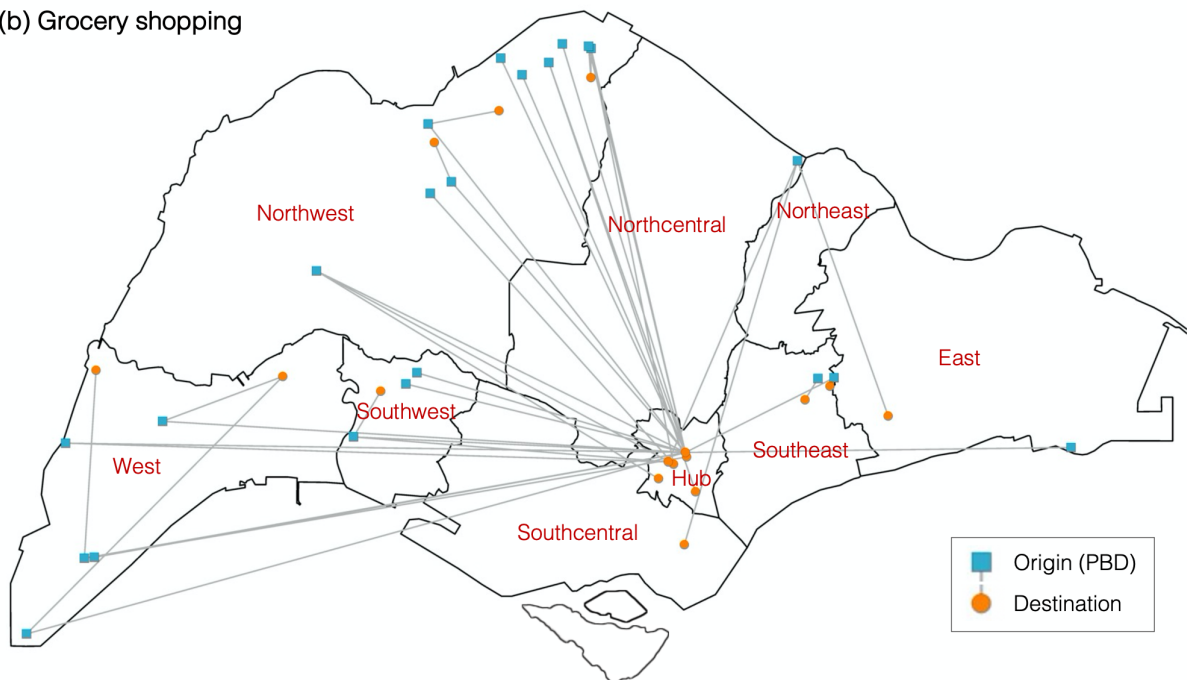 (b) Grocery shopping
Northwest
Northcentral
Northeast
East
Southwest
West
Southeast
Hub
Southcentral
Origin (PBD)
Destination